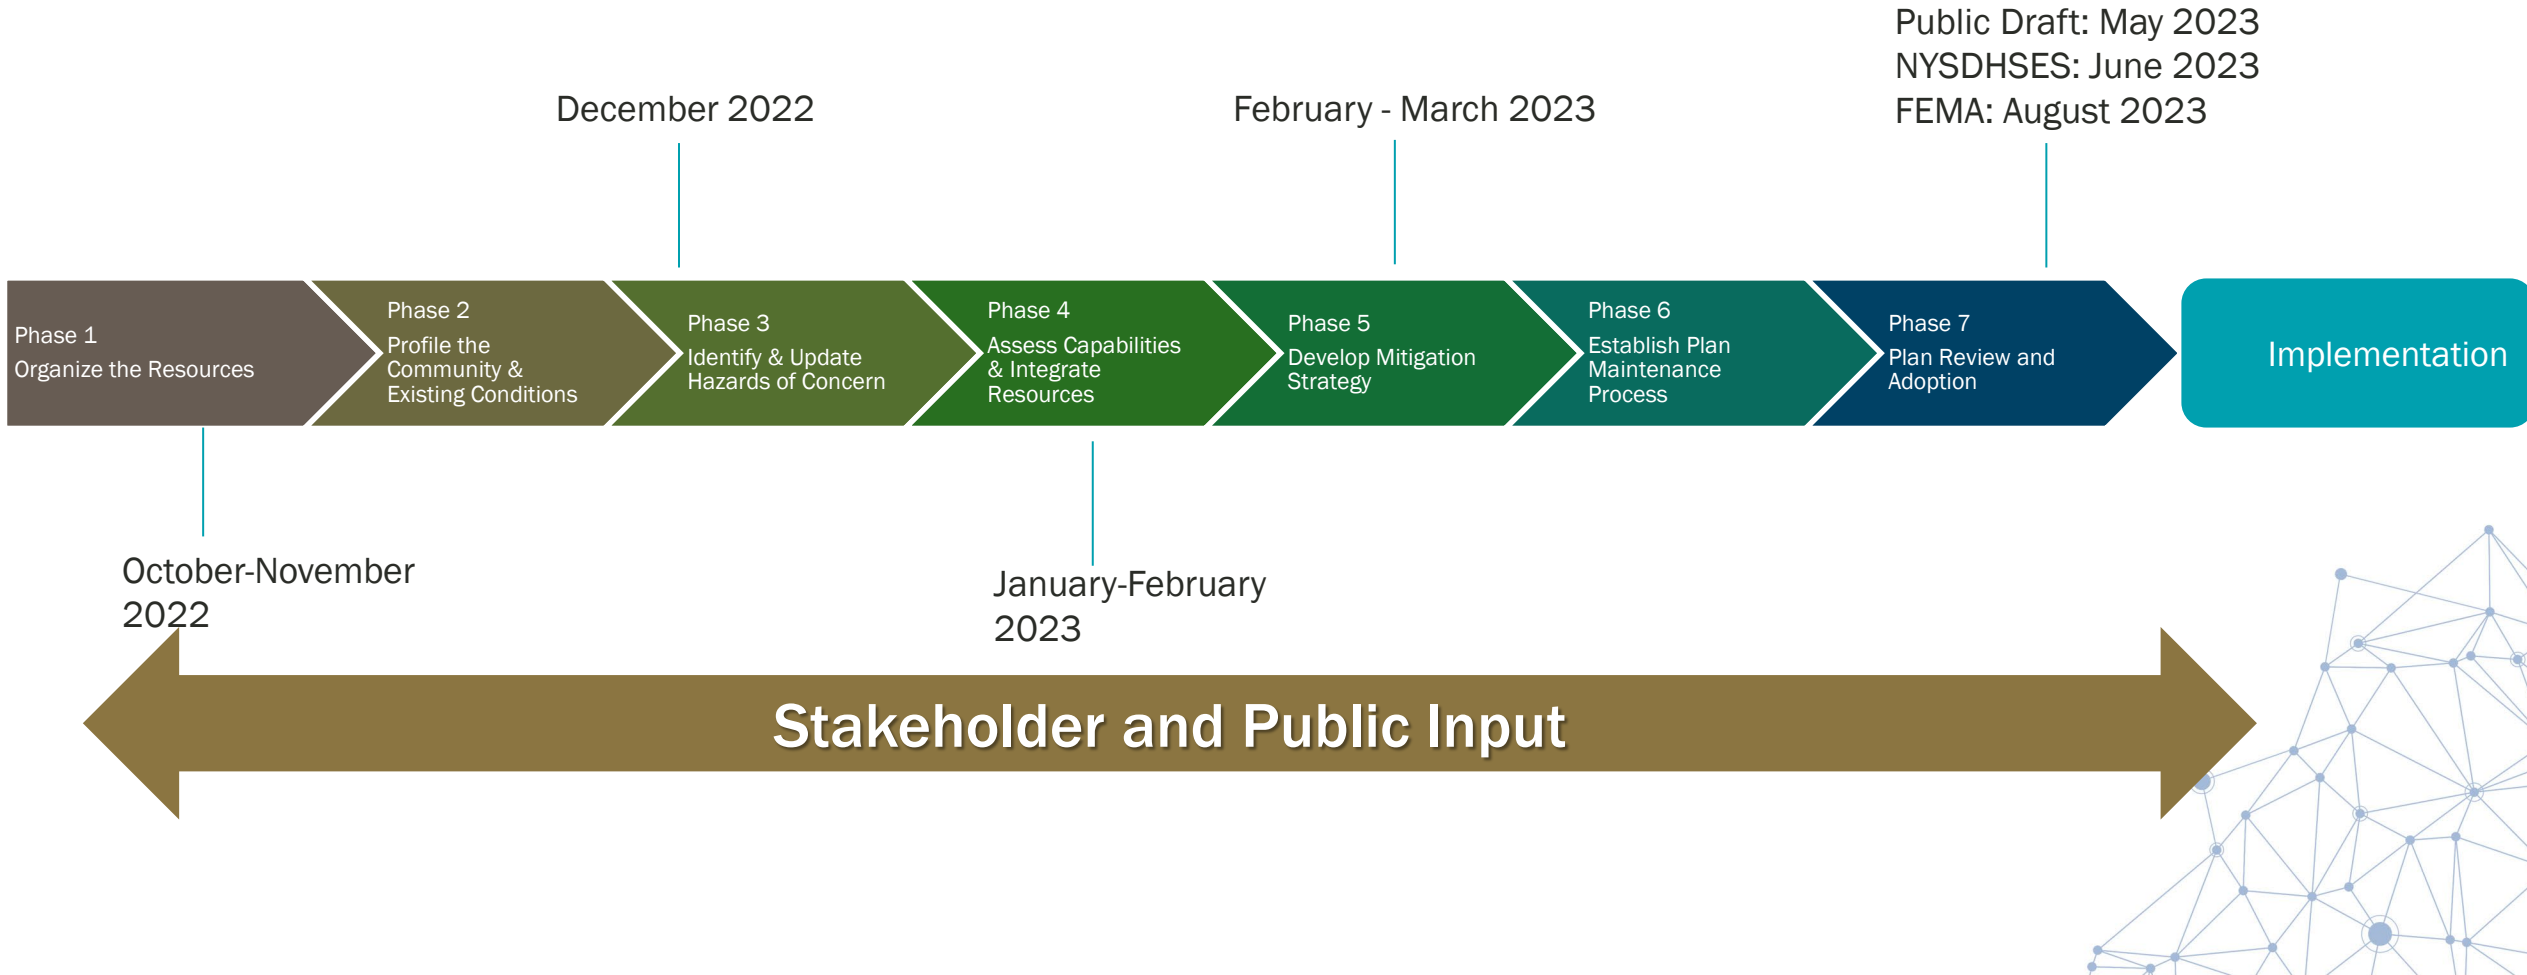 Public Draft: May 2023
NYSDHSES: June 2023
FEMA: August 2023
December 2022
February - March 2023
Phase 1
Organize the Resources
Phase 2
Profile the
Community &
Existing Conditions
Phase 3
Identify & Update
Hazards of Concern
Phase 4
Assess Capabilities
& Integrate
Resources
Phase 5
Develop Mitigation
Strategy
Phase 6
Establish Plan
Maintenance
Process
Phase 7
Plan Review and
Adoption
Implementation
October-November
2022
January-February
2023
Stakeholder and Public Input